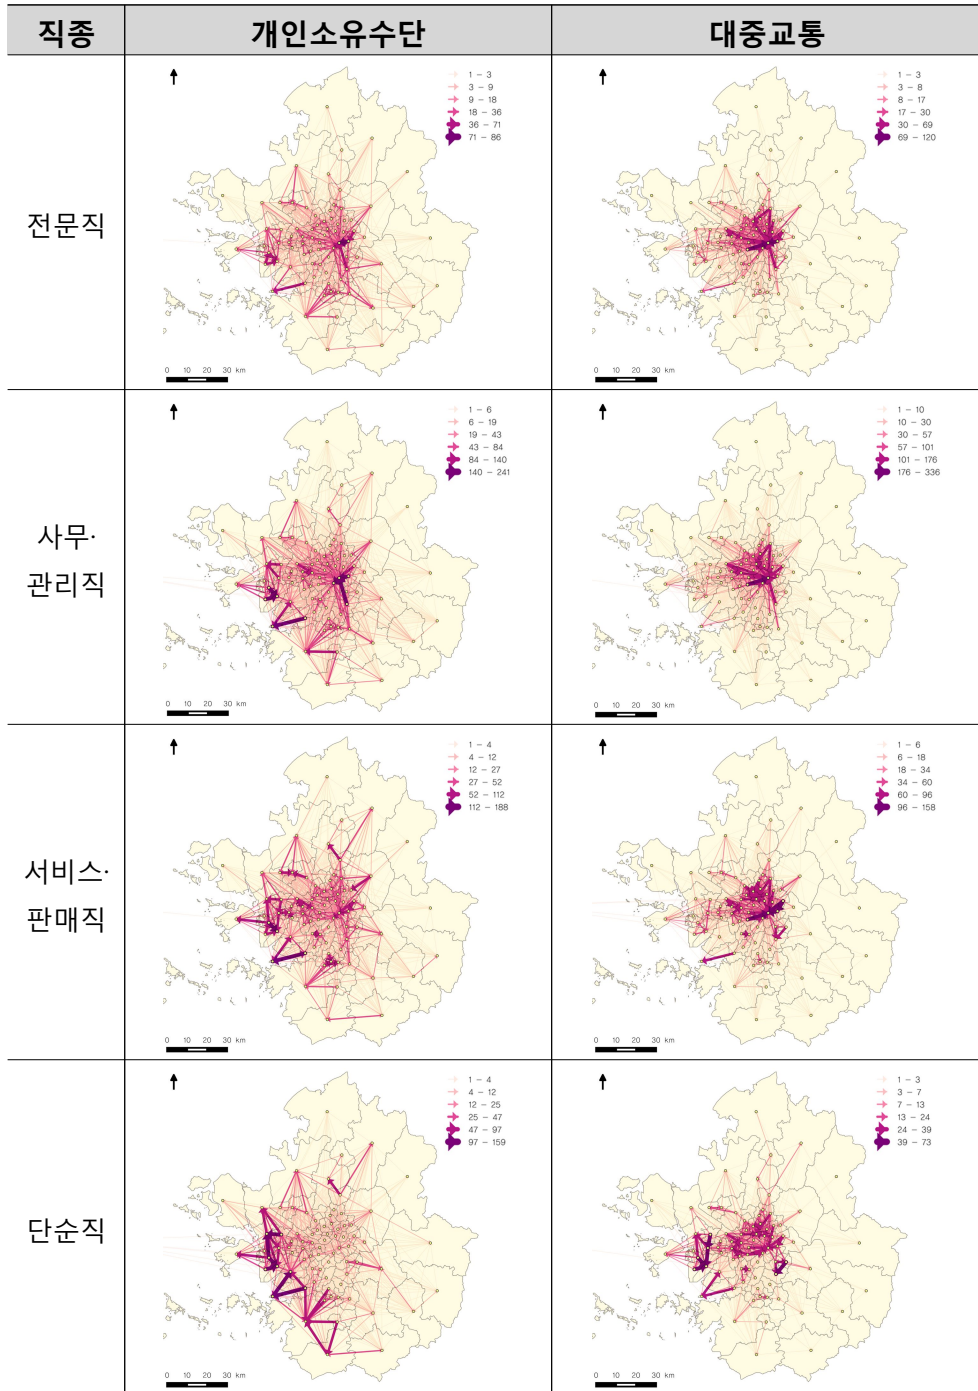 직종 개인소유수단 대중교통
전문직
1 – 3
3 – 9
9 – 18
18 – 36
36 – 71
71 – 86
0 10 20 30 km
1 – 3
3 – 8
8 – 17
17 – 30
30 – 69
69 – 120
0 10 20 30 km
사무·
관리직
1 – 6
6 – 19
19 – 43
43 – 84
84 – 140
140 – 241
0 10 20 30 km
1 – 10
10 – 30
30 – 57
57 – 101
101 – 176
176 – 336
0 10 20 30 km
서비스·
판매직
1 – 4
4 – 12
12 – 27
27 – 52
52 – 112
112 – 188
0 10 20 30 km
1 – 6
6 – 18
18 – 34
34 – 60
60 – 96
96 – 158
0 10 20 30 km
단순직
1 – 4
4 – 12
12 – 25
25 – 47
47 – 97
97 – 159
0 10 20 30 km
1 – 3
3 – 7
7 – 13
13 – 24
24 – 39
39 – 73
0 10 20 30 km